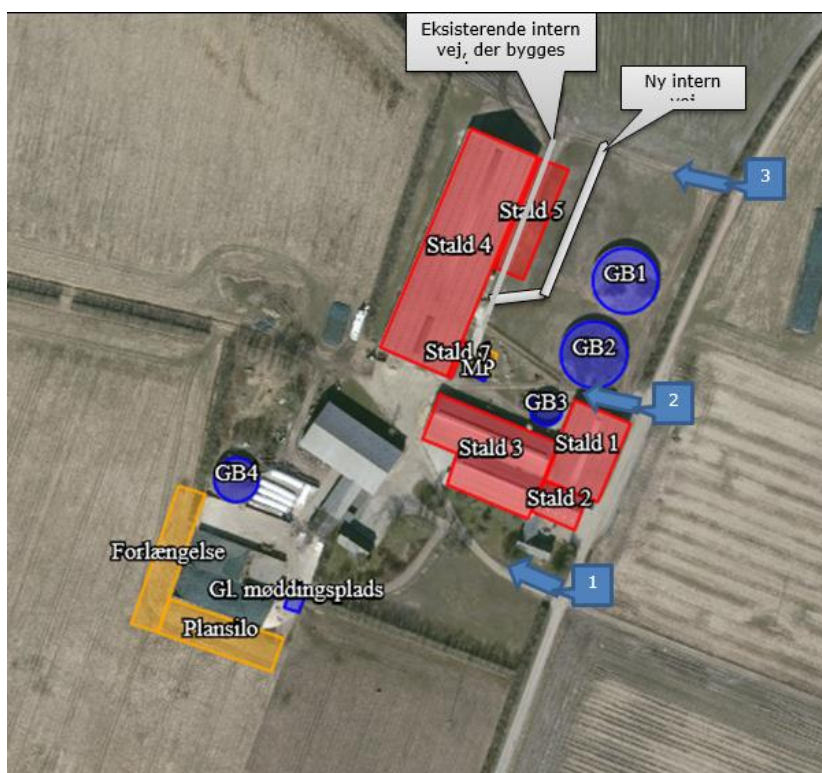 Eksisterende intern
vej, der bygges
Ny intern
vej
3
Stald 5
Stald 4
GB1
GB2
Stald 7
MP
GB3
2
Stald 1
Stald 3
GB4
Stald 2
Forlængelse
1
Gl. møddingsplads
Plansilo